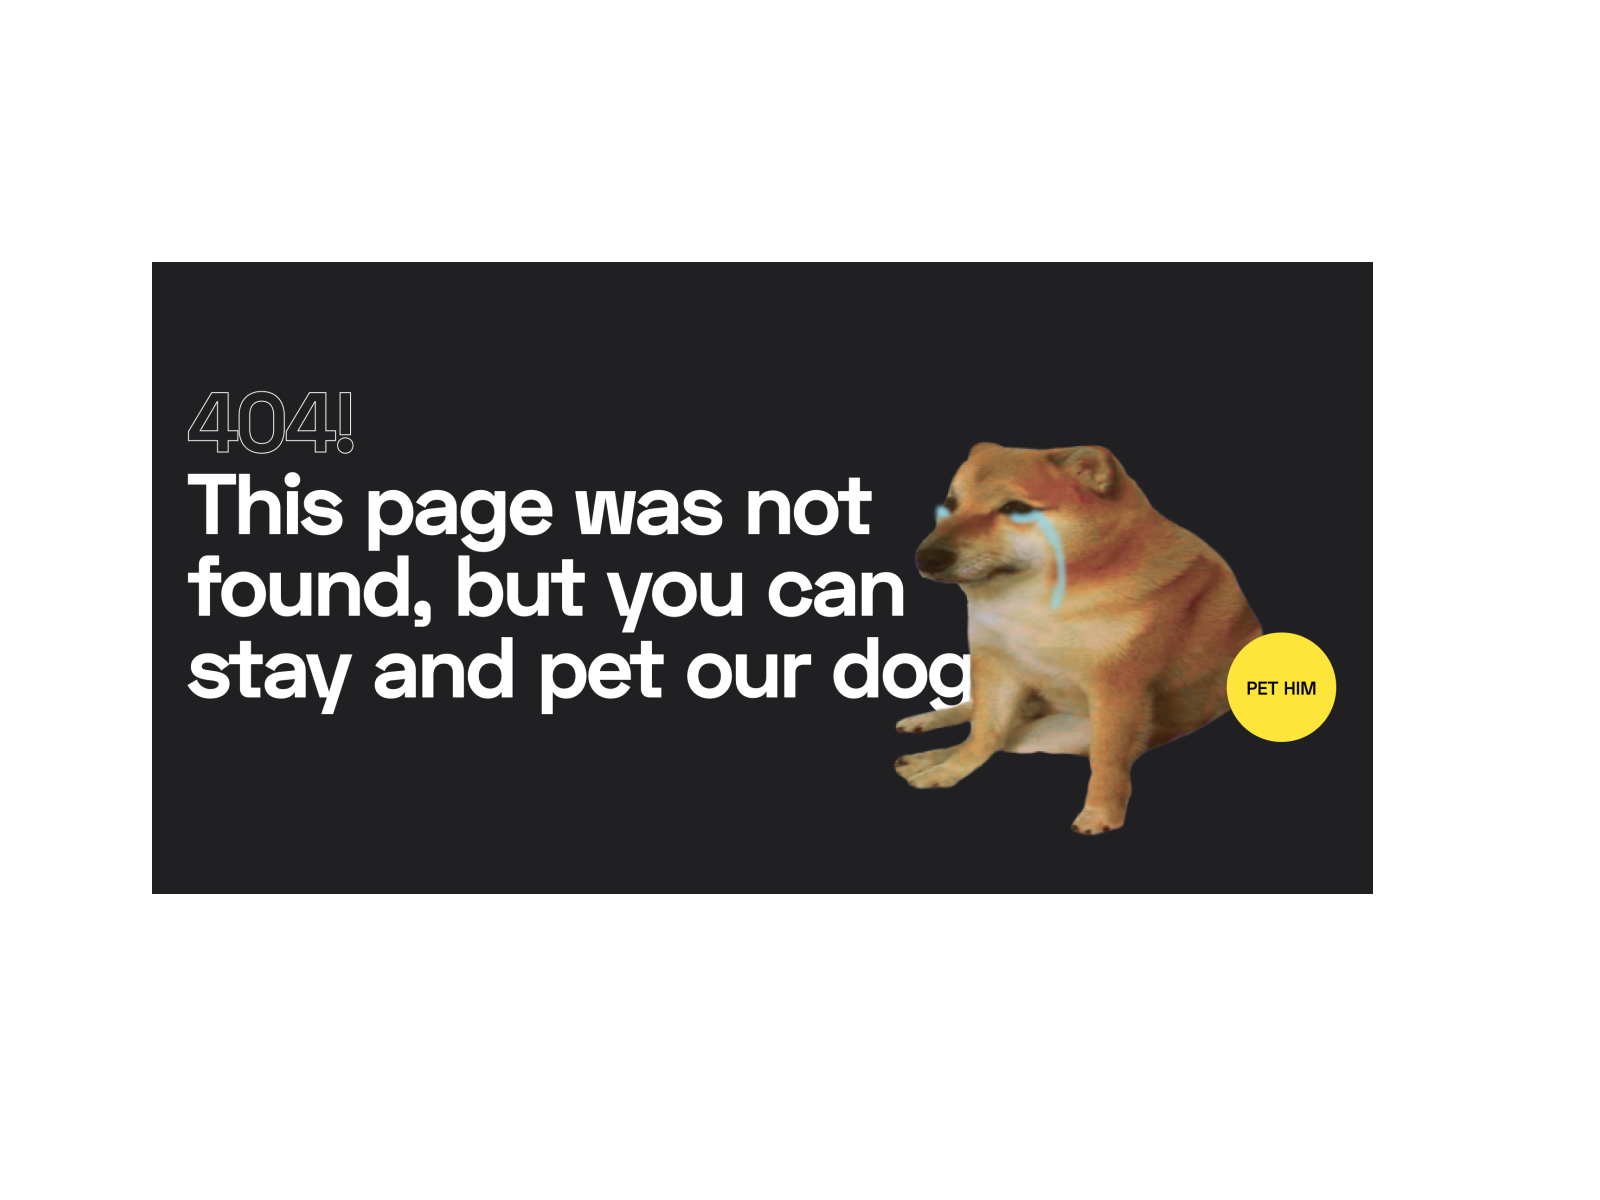 404!
This page was not
found, but you can
stay and pet our dog
PET HIM